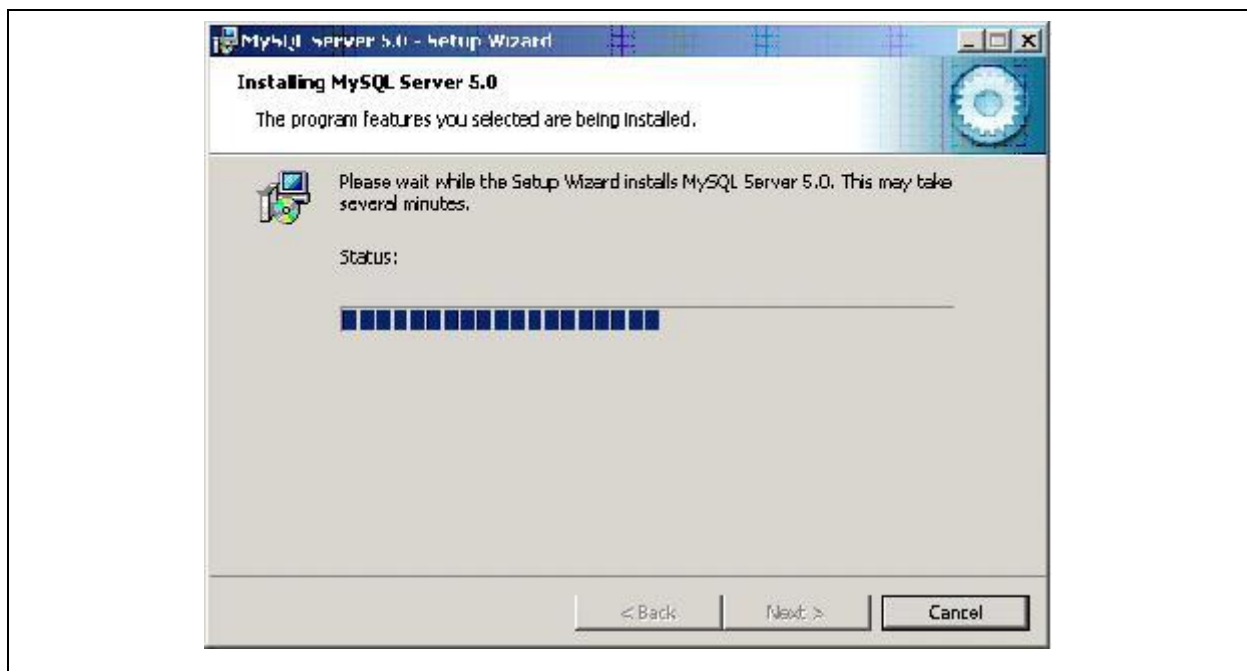 MySQL Server 5.0 - Setup Wizard
Installing MySQL Server 5.0
The program features you selected are being installed.
Please wait while the Setup Wizard installs MySQL Server 5.0. This may take
several minutes.
Status:
< Back
Next >
Cancel